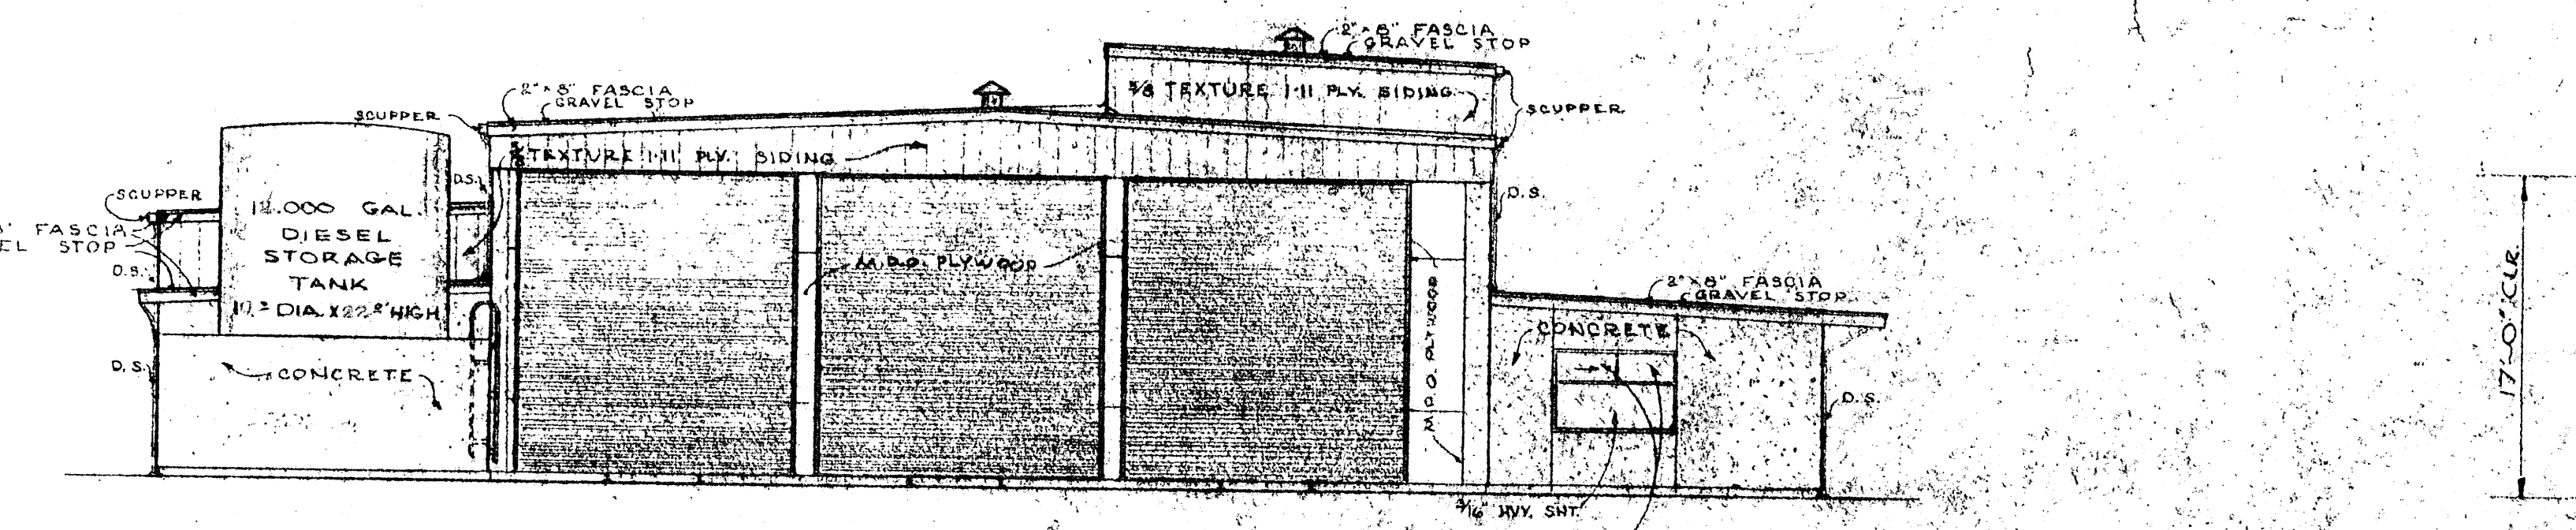 2"x8" FASCIA
GRAVEL STOP
5/8 TEXTURE 1-11 PLY. SIDING
SCUPPER
2"x8" FASCIA
GRAVEL STOP
SCUPPER
TEXTURE 1-11 PLY. SIDING
D.S.
SCUPPER
FASCIA
STOP
D.S.
000 GAL.
DIESEL
STORAGE
TANK
DIA. X 22'-8" HIGH
D.S.
M.D.O. PLYWOOD
M.D.O. PLYWOOD
D.S.
CONCRETE
2"x8" FASCIA
GRAVEL STOP
CONCRETE
D.S.
3/16" HVY. SHT.
17'-0" CLR.